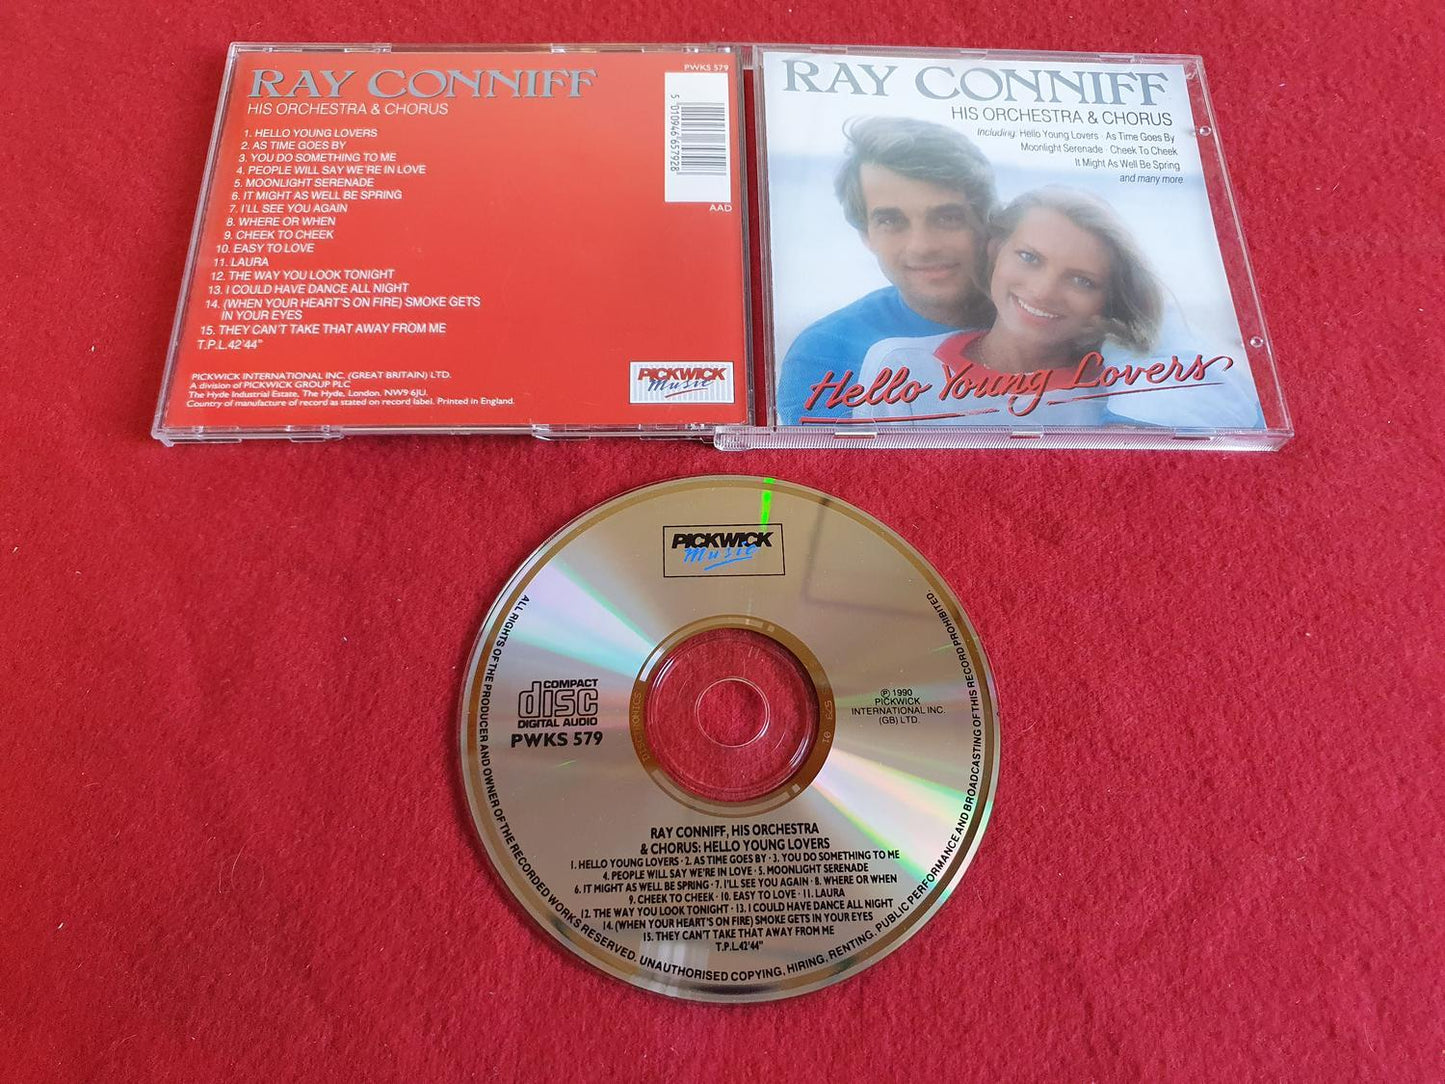 RAY CONNIFF
HIS ORCHESTRA & CHORUS
PWKS 579
5 010946 657928
AAD
1. HELLO YOUNG LOVERS
2. AS TIME GOES BY
3. YOU DO SOMETHING TO ME
4. PEOPLE WILL SAY WE'RE IN LOVE
5. MOONLIGHT SERENADE
6. IT MIGHT AS WELL BE SPRING
7. I'LL SEE YOU AGAIN
8. WHERE OR WHEN
9. CHEEK TO CHEEK
10. EASY TO LOVE
11. LAURA
12. THE WAY YOU LOOK TONIGHT
13. I COULD HAVE DANCE ALL NIGHT
14. (WHEN YOUR HEART'S ON FIRE) SMOKE GETS
IN YOUR EYES
15. THEY CAN'T TAKE THAT AWAY FROM ME
T.P.L.42'44"
PICKWICK INTERNATIONAL INC. (GREAT BRITAIN) LTD.
A division of PICKWICK GROUP PLC
The Hyde Industrial Estate, The Hyde, London. NW9 6JU.
Country of manufacture of record as stated on record label. Printed in England.
PICKWICK
Music
RAY CONNIFF
HIS ORCHESTRA & CHORUS
Including: Hello Young Lovers · As Time Goes By
Moonlight Serenade · Cheek To Cheek
It Might As Well Be Spring
and many more
Hello Young Lovers
PICKWICK
Music
COMPACT
disc
DIGITAL AUDIO
PWKS 579
℗ 1990
PICKWICK
INTERNATIONAL INC.
(GB) LTD.
RAY CONNIFF, HIS ORCHESTRA
& CHORUS: HELLO YOUNG LOVERS
1. HELLO YOUNG LOVERS · 2. AS TIME GOES BY · 3. YOU DO SOMETHING TO ME
4. PEOPLE WILL SAY WE'RE IN LOVE · 5. MOONLIGHT SERENADE
6. IT MIGHT AS WELL BE SPRING · 7. I'LL SEE YOU AGAIN · 8. WHERE OR WHEN
9. CHEEK TO CHEEK · 10. EASY TO LOVE · 11. LAURA
12. THE WAY YOU LOOK TONIGHT · 13. I COULD HAVE DANCE ALL NIGHT
14. (WHEN YOUR HEART'S ON FIRE) SMOKE GETS IN YOUR EYES
15. THEY CAN'T TAKE THAT AWAY FROM ME
T.P.L.42'44"
ALL RIGHTS OF THE PRODUCER AND OWNER OF THE RECORDED WORKS RESERVED. UNAUTHORISED COPYING, HIRING, RENTING, PUBLIC PERFORMANCE AND BROADCASTING OF THIS RECORD PROHIBITED.